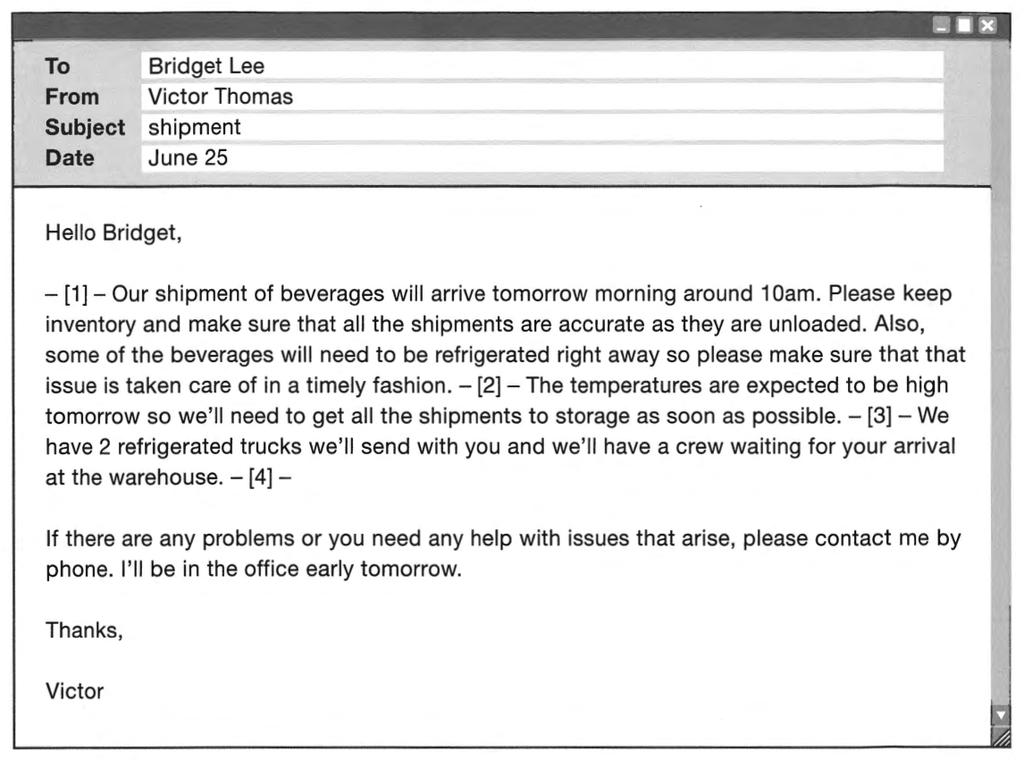 To Bridget Lee
From Victor Thomas
Subject shipment
Date June 25
Hello Bridget,
– [1] – Our shipment of beverages will arrive tomorrow morning around 10am. Please keep
inventory and make sure that all the shipments are accurate as they are unloaded. Also,
some of the beverages will need to be refrigerated right away so please make sure that that
issue is taken care of in a timely fashion. – [2] – The temperatures are expected to be high
tomorrow so we'll need to get all the shipments to storage as soon as possible. – [3] – We
have 2 refrigerated trucks we'll send with you and we'll have a crew waiting for your arrival
at the warehouse. – [4] –
If there are any problems or you need any help with issues that arise, please contact me by
phone. I'll be in the office early tomorrow.
Thanks,
Victor